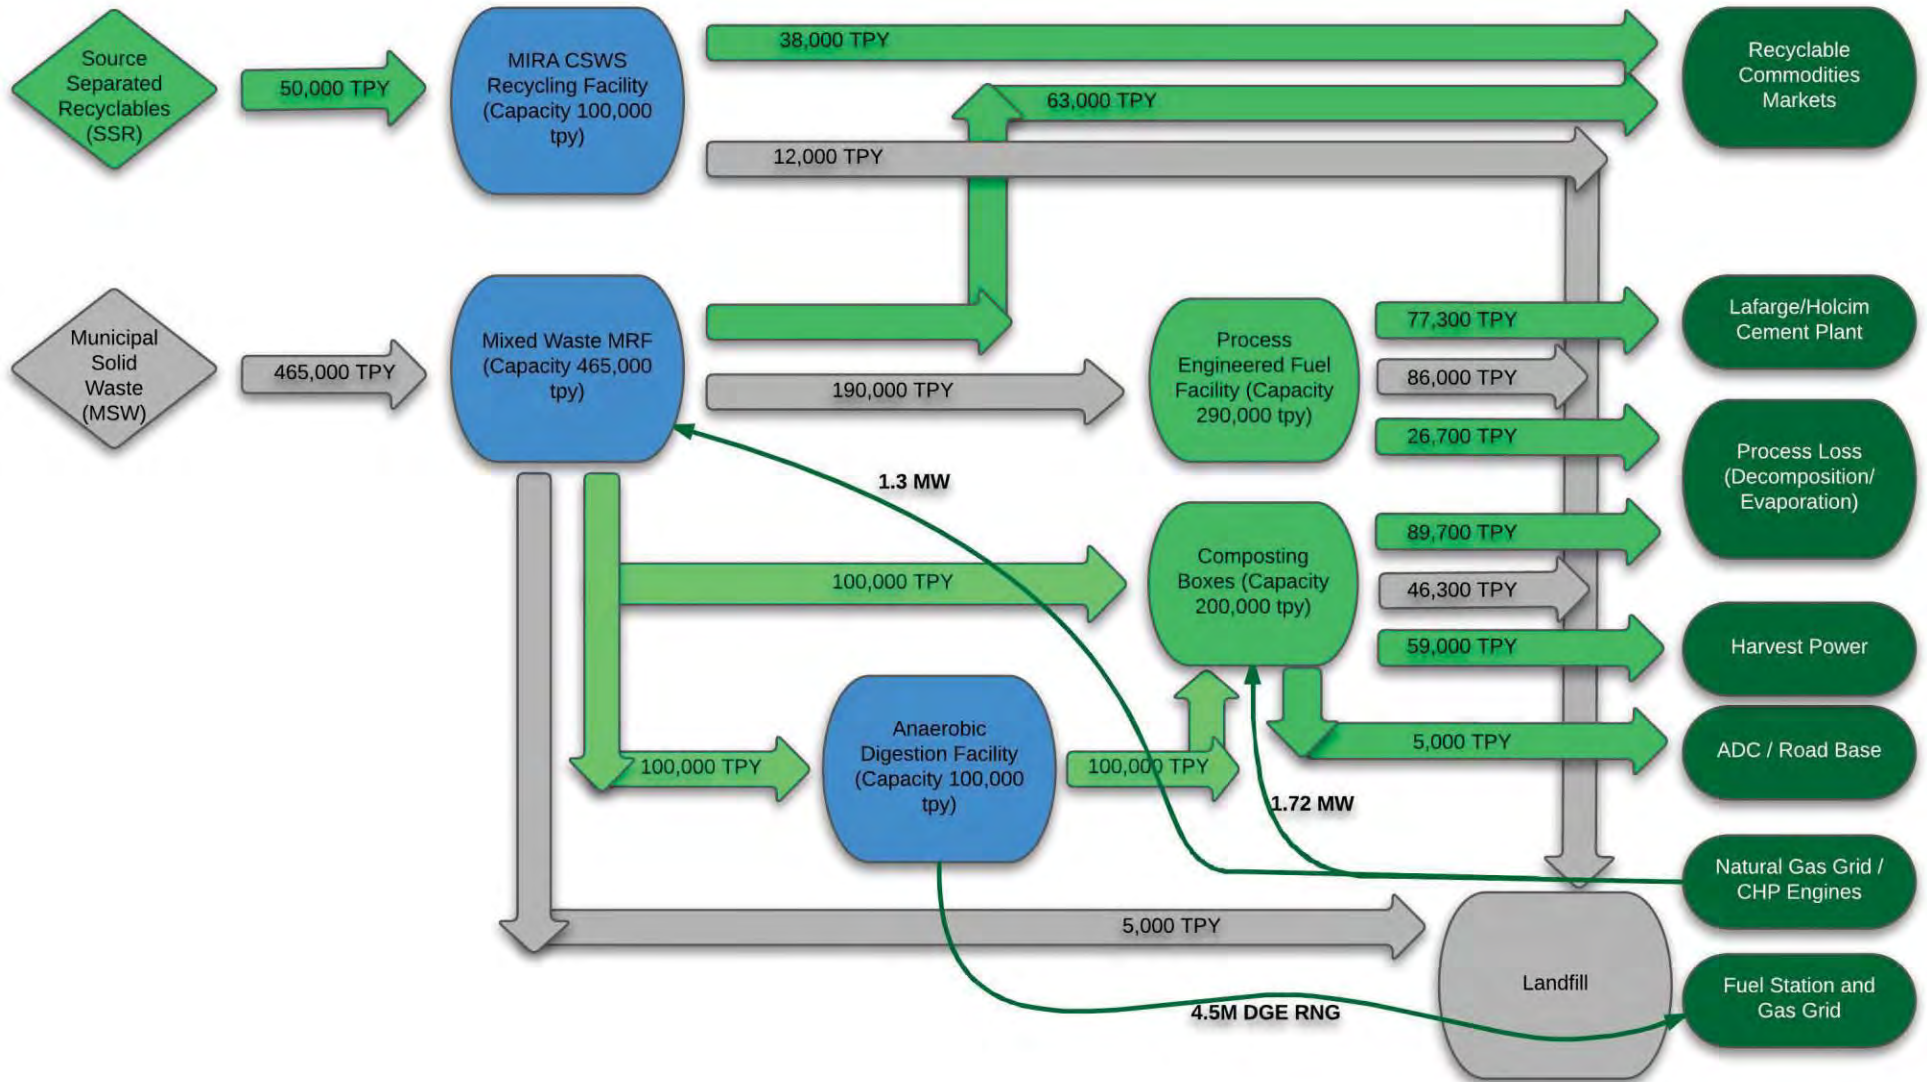 Source
Separated
Recyclables
(SSR)
50,000 TPY
MIRA CSWS
Recycling Facility
(Capacity 100,000
tpy)
38,000 TPY
63,000 TPY
12,000 TPY
Recyclable
Commodities
Markets
Municipal
Solid
Waste
(MSW)
465,000 TPY
Mixed Waste MRF
(Capacity 465,000
tpy)
190,000 TPY
Process
Engineered Fuel
Facility (Capacity
290,000 tpy)
77,300 TPY
86,000 TPY
26,700 TPY
Lafarge/Holcim
Cement Plant
Process Loss
(Decomposition/
Evaporation)
1.3 MW
100,000 TPY
Composting
Boxes (Capacity
200,000 tpy)
89,700 TPY
46,300 TPY
59,000 TPY
Harvest Power
100,000 TPY
Anaerobic
Digestion Facility
(Capacity 100,000
tpy)
100,000 TPY
5,000 TPY
ADC / Road Base
1.72 MW
Natural Gas Grid /
CHP Engines
5,000 TPY
Landfill
4.5M DGE RNG
Fuel Station and
Gas Grid